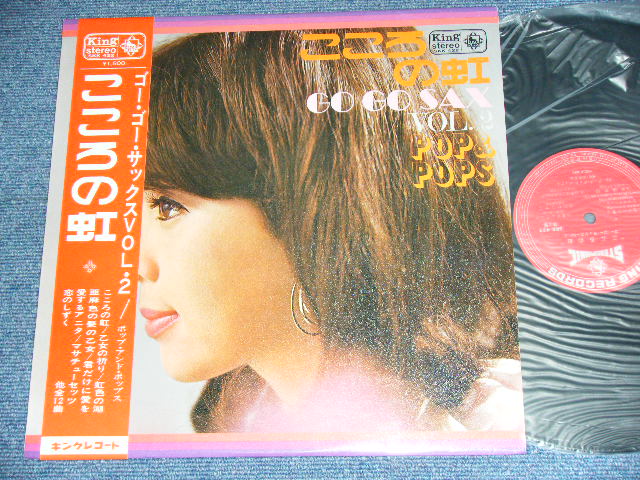 King
stereo
SKK 422
¥1,500
ゴー・ゴー・サックスVOL・2/
ポップ・アンド・ポップス
こころの虹
こころの虹/乙女の祈り/虹色の湖
亜麻色の髪の乙女/君だけに愛を
愛するアニタ/マサチューセッツ
恋のしずく
他全12曲
キングレコード
King
stereo
SKK 422
こころ
の虹
GO GO SAX
VOL.2
POP&
POPS
RECORDS